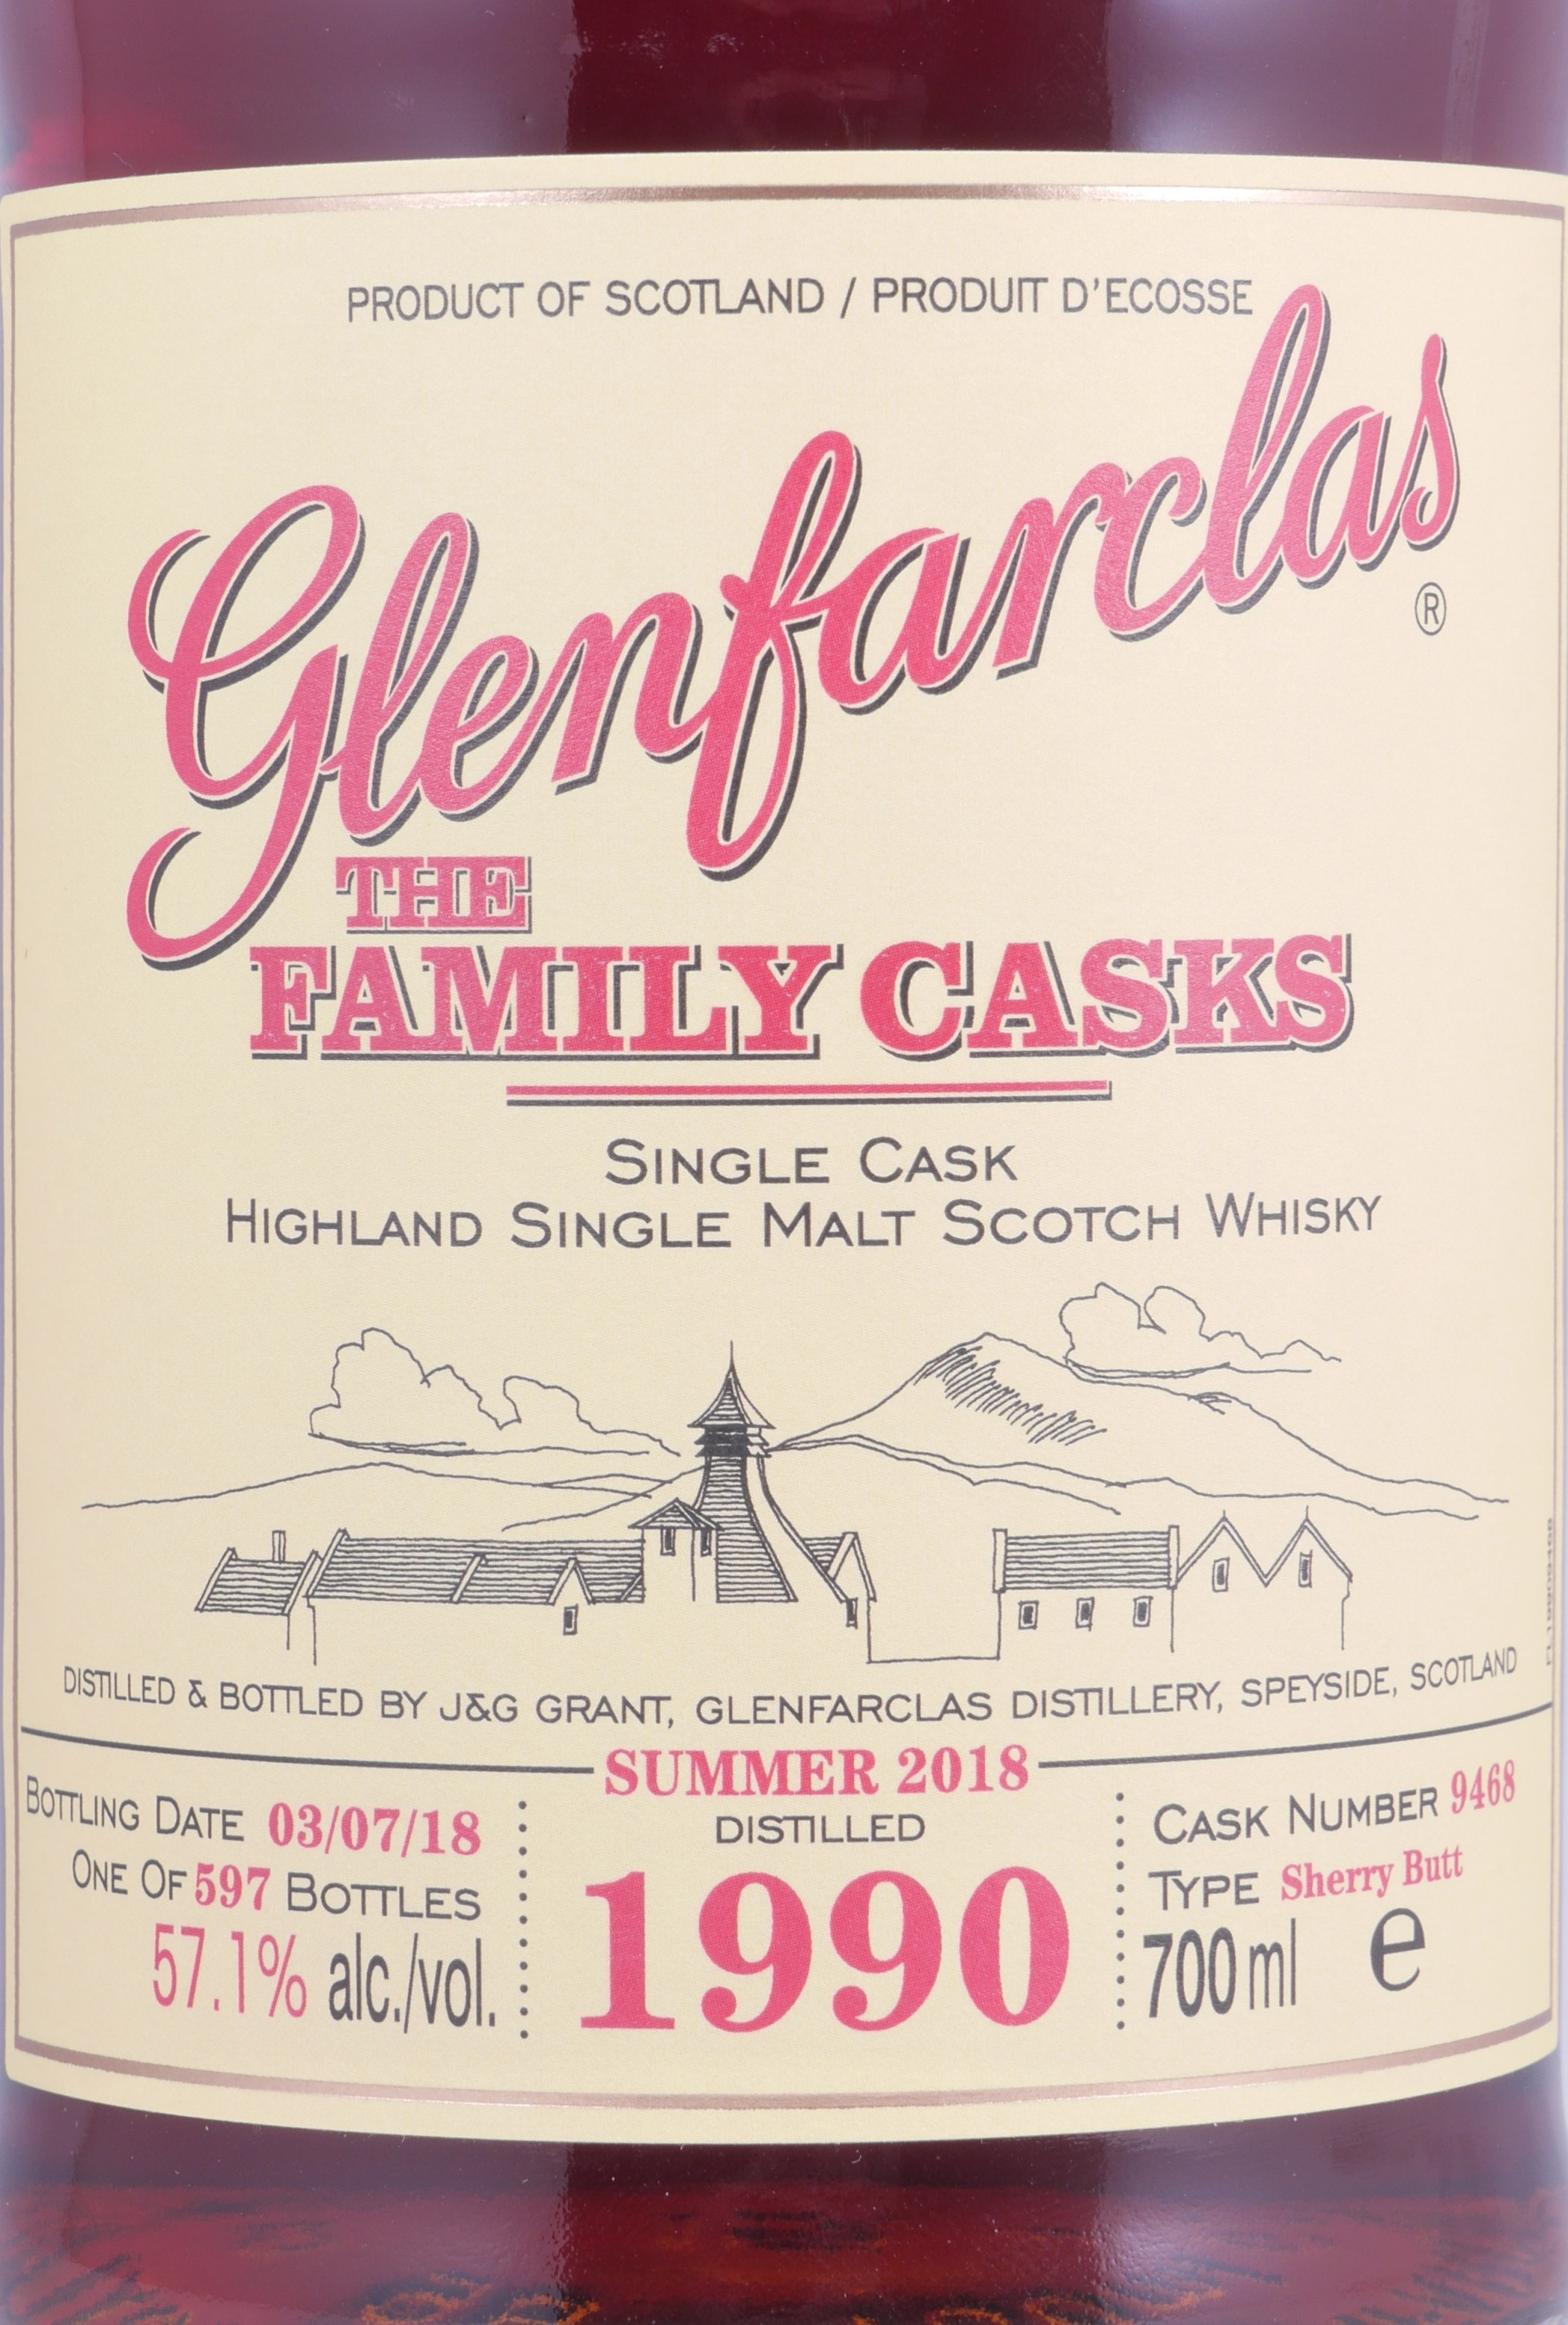 PRODUCT OF SCOTLAND / PRODUIT D'ECOSSE
Glenfarclas
®
THE
FAMILY CASKS
SINGLE CASK
HIGHLAND SINGLE MALT SCOTCH WHISKY
DISTILLED & BOTTLED BY J&G GRANT, GLENFARCLAS DISTILLERY, SPEYSIDE, SCOTLAND
SUMMER 2018
BOTTLING DATE 03/07/18
ONE OF 597 BOTTLES
57.1% alc./vol.
DISTILLED
1990
CASK NUMBER 9468
TYPE Sherry Butt
700ml e